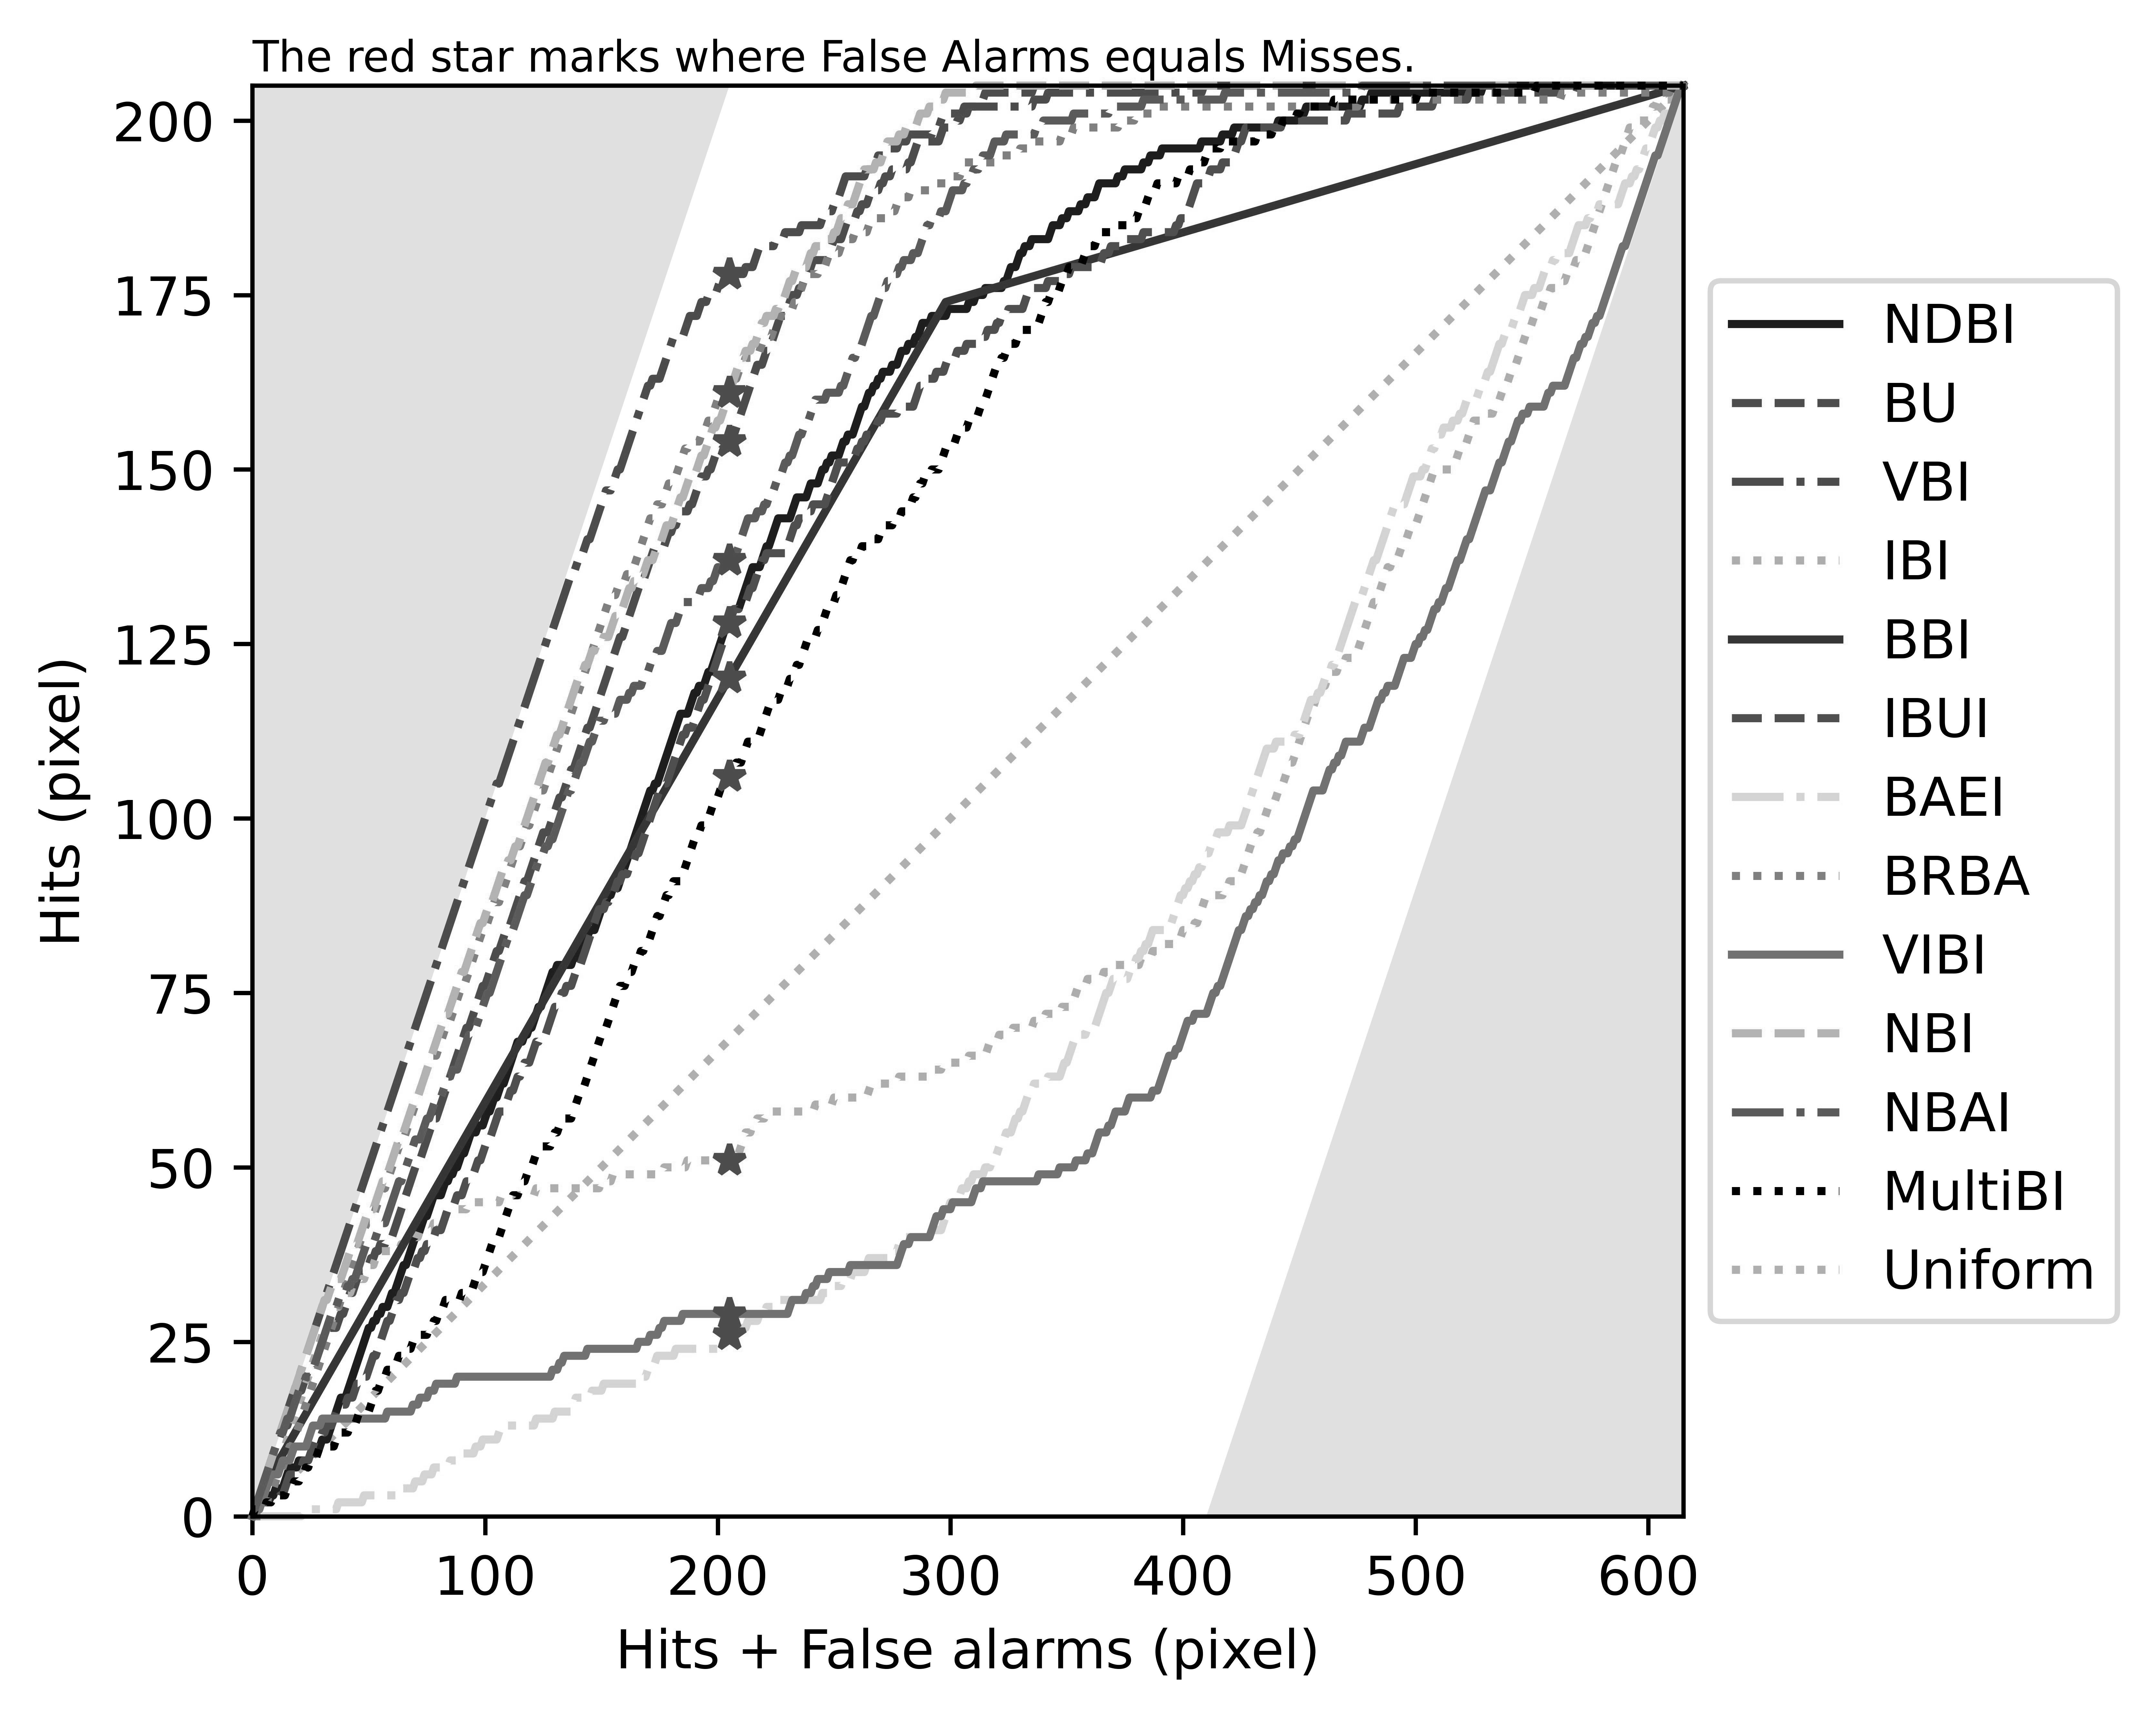 The red star marks where False Alarms equals Misses.
200
175
150
125
100
75
50
25
0
Hits (pixel)
0 100 200 300 400 500 600
Hits + False alarms (pixel)
NDBI
BU
VBI
IBI
BBI
IBUI
BAEI
BRBA
VIBI
NBI
NBAI
MultiBI
Uniform